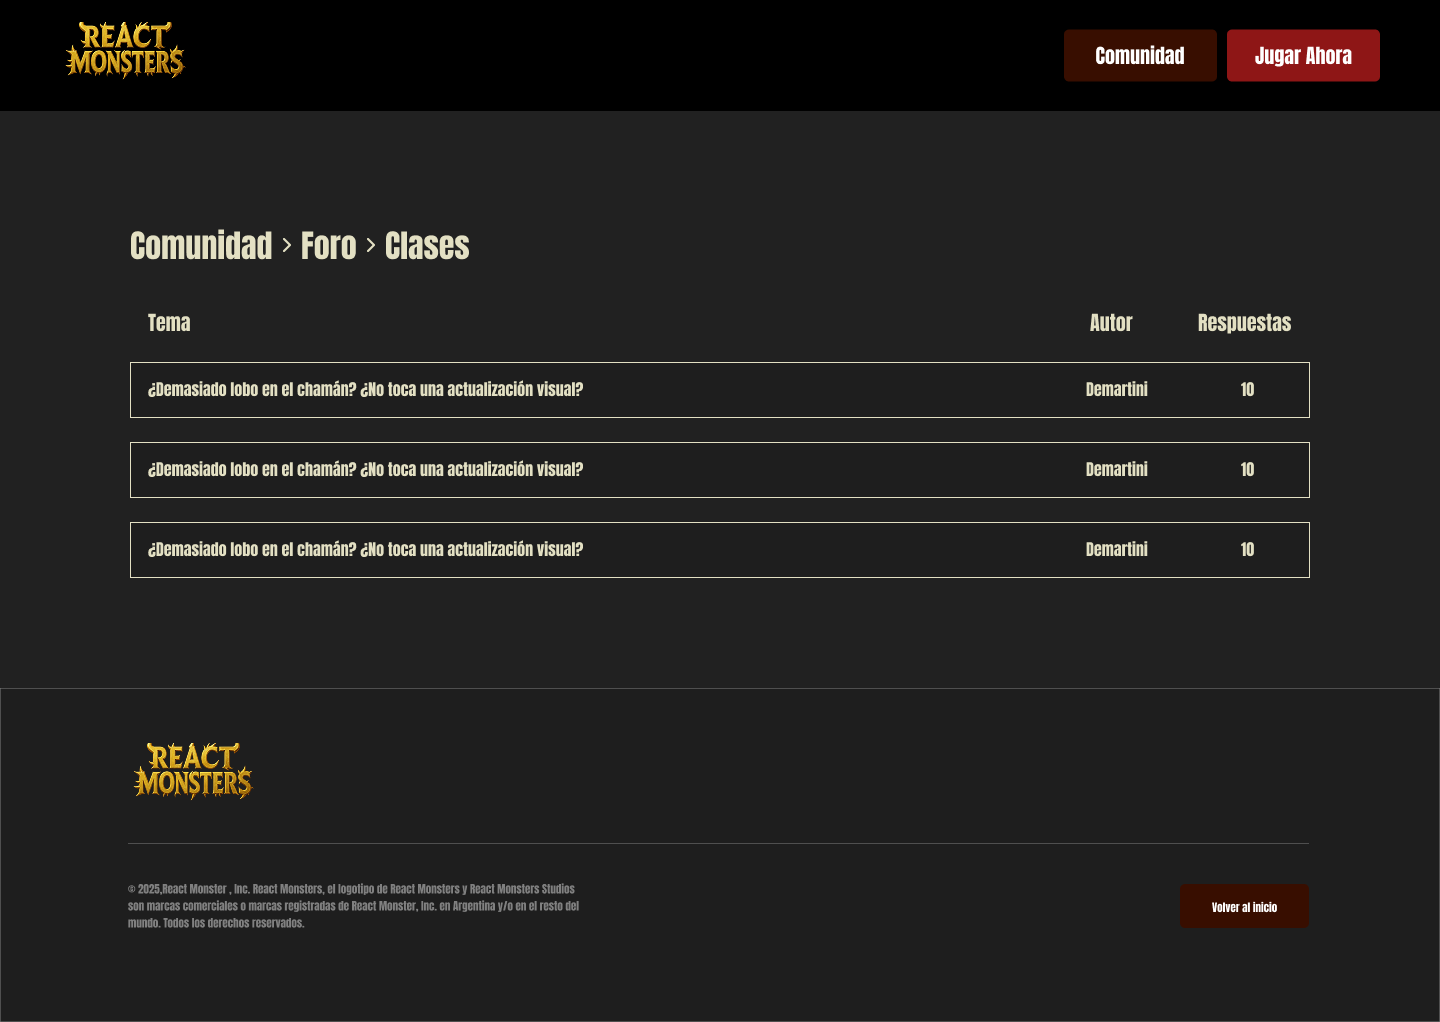 REACT
MONSTERS
Comunidad
Jugar Ahora
Comunidad > Foro > Clases
Tema
Autor
Respuestas
¿Demasiado lobo en el chamán? ¿No toca una actualización visual?
Demartini
10
¿Demasiado lobo en el chamán? ¿No toca una actualización visual?
Demartini
10
¿Demasiado lobo en el chamán? ¿No toca una actualización visual?
Demartini
10
REACT
MONSTERS
© 2025,React Monster , Inc. React Monsters, el logotipo de React Monsters y React Monsters Studios
son marcas comerciales o marcas registradas de React Monster, Inc. en Argentina y/o en el resto del
mundo. Todos los derechos reservados.
Volver al inicio